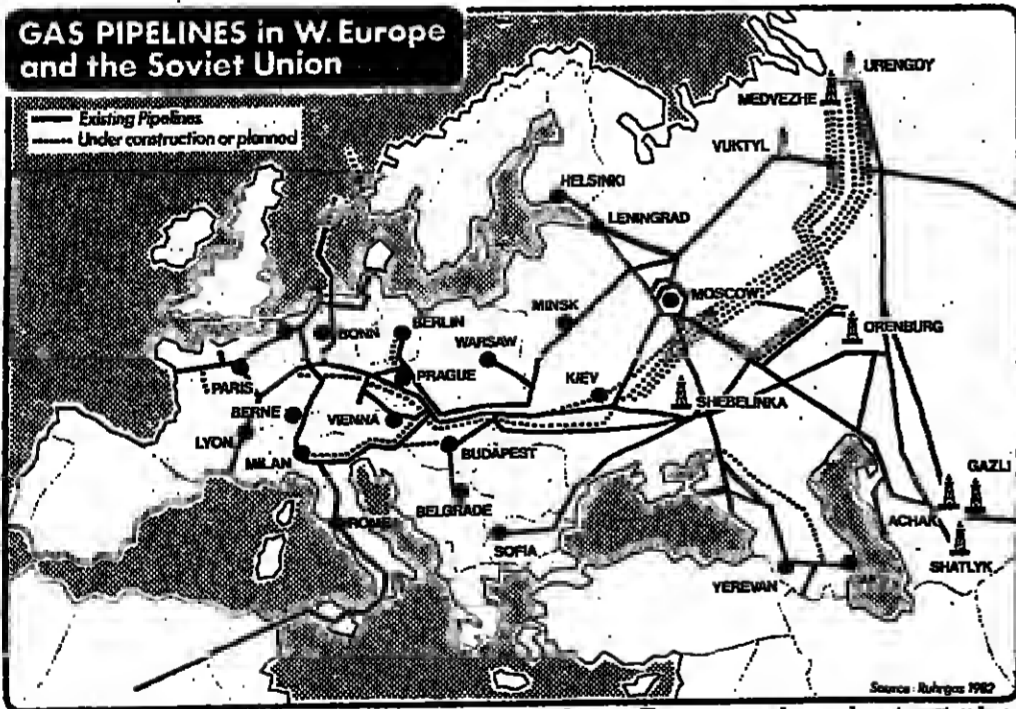 GAS PIPELINES in W. Europe
and the Soviet Union
Existing Pipelines
Under construction or planned
URENGOY
MEDVEZHE
VUKTYL
HELSINKI
LENINGRAD
MOSCOW
MINSK
ORENBURG
BONN
BERLIN
WARSAW
PARIS
PRAGUE
KIEV
SHEBELINKA
BERNE
VIENNA
LYON
MILAN
BUDAPEST
GAZLI
BELGRADE
ACHAK
ROME
SOFIA
SHATLYK
YEREVAN
Source: Ruhrgas 1982